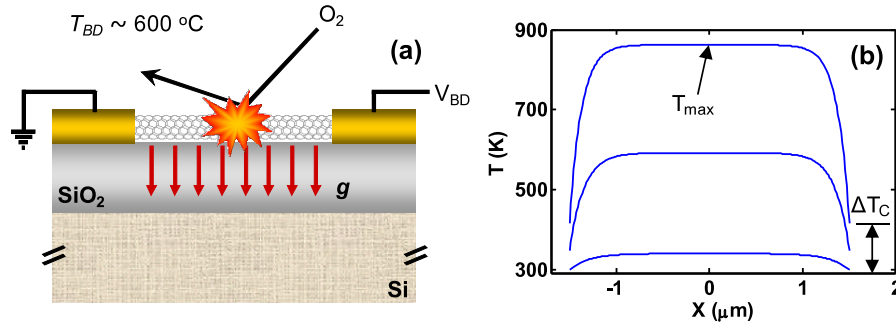 T_BD ~ 600 °C
O₂
(a)
V_BD
g
SiO₂
Si
(b)
T_max
ΔT_C
T (K)
900
700
500
300
-1
0
1
2
X (μm)